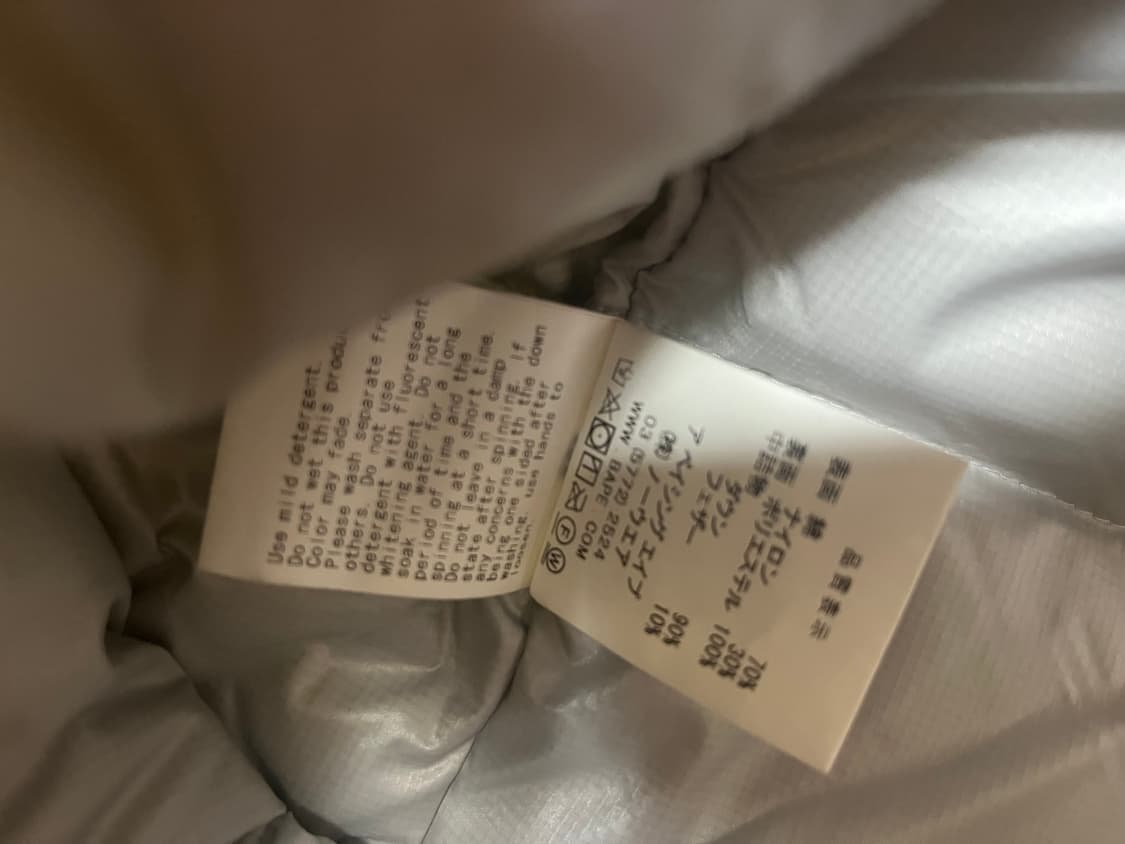 Use mild detergent.
Do not wet this
Color may fade.
Please wash separate
others. Do not use
detergent with fluorescent
whitening agent. Do not
soak in water for a long
period of time and the
spinning at a short time.
Do not leave in a damp
state after spinning. If
any concerns with the down
being one sided after
washing, use hands to
loosen.
品質表示
表面 綿 70%
ナイロン 30%
裏面 ポリエステル 100%
中詰物 ダウン 90%
フェザー 10%
アベイシングエイプ
(株)ノーウエア
03(5772)2524
WWW.BAPE.COM